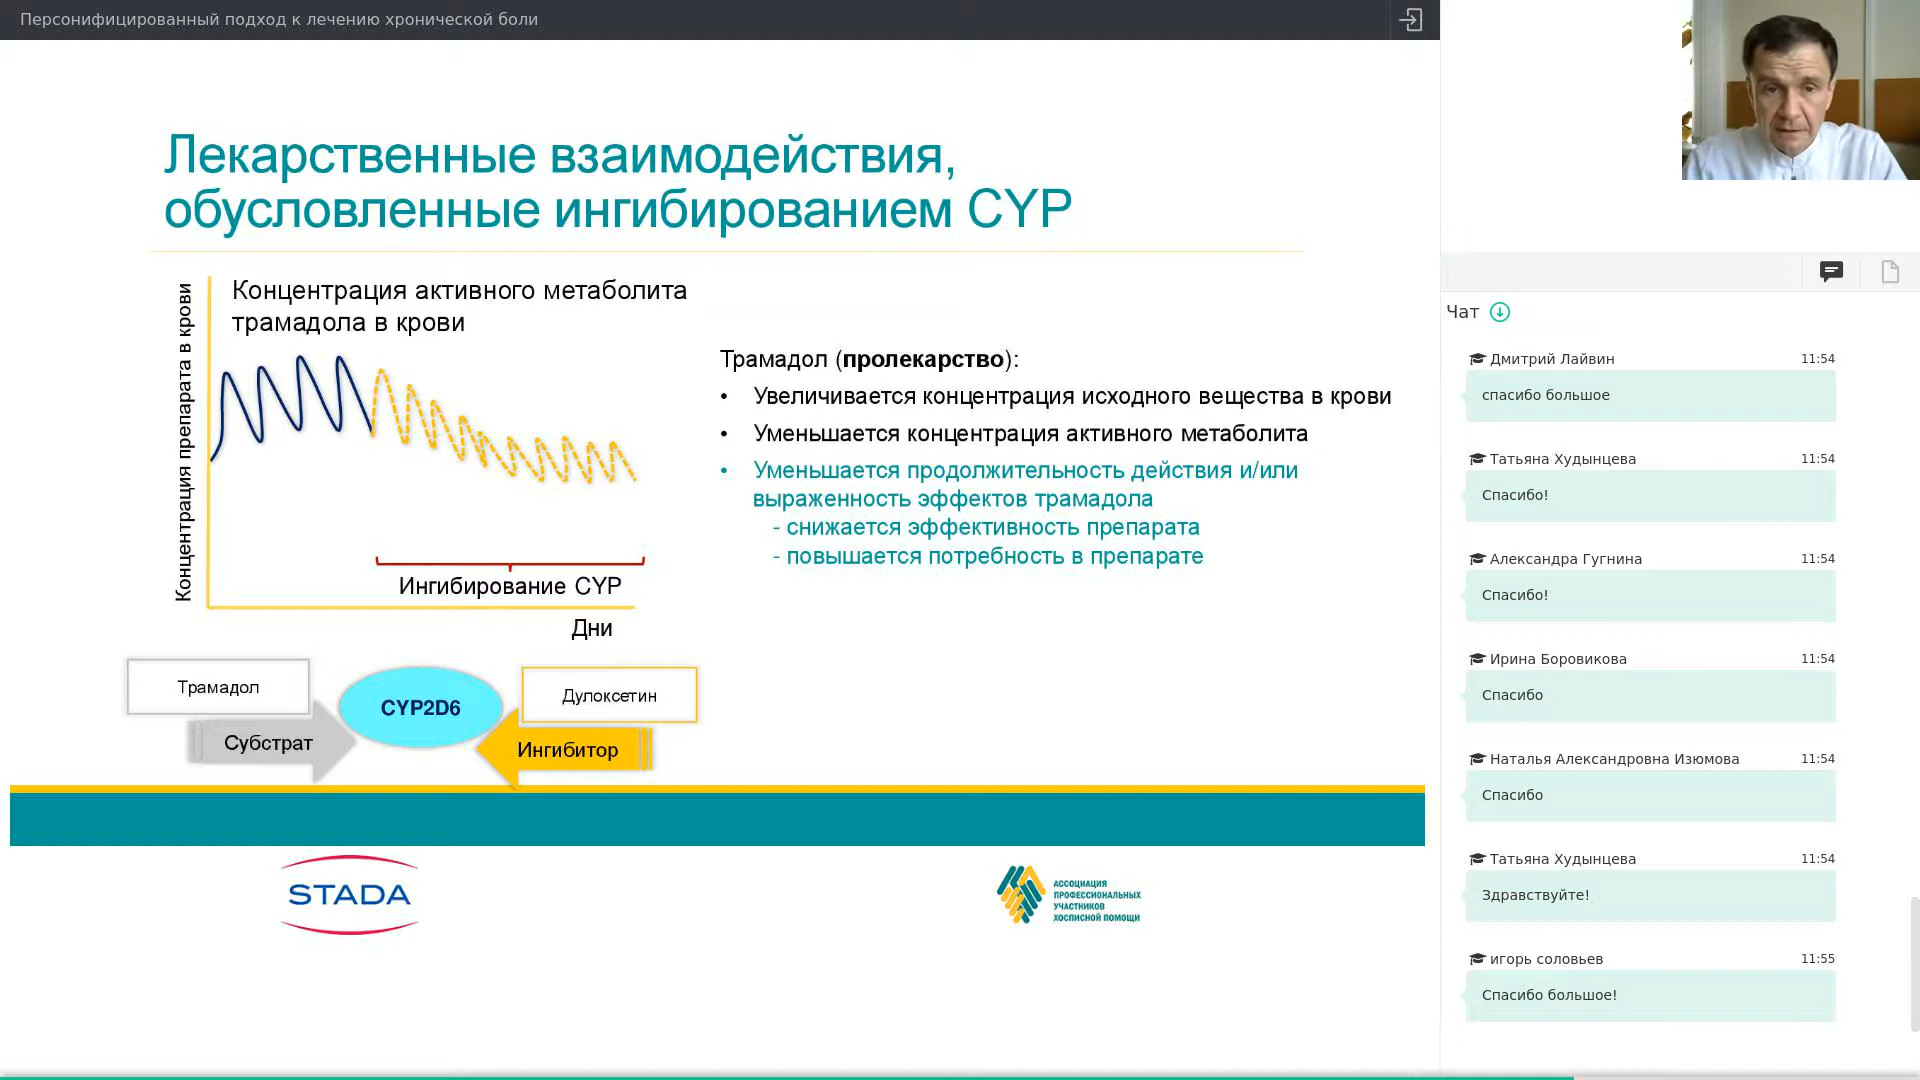 Персонифицированный подход к лечению хронической боли
Лекарственные взаимодействия,
обусловленные ингибированием CYP
Концентрация препарата в крови
Концентрация активного метаболита
трамадола в крови
Ингибирование CYP
Дни
Трамадол (пролекарство):
• Увеличивается концентрация исходного вещества в крови
• Уменьшается концентрация активного метаболита
• Уменьшается продолжительность действия и/или
выраженность эффектов трамадола
- снижается эффективность препарата
- повышается потребность в препарате
Трамадол
Субстрат
CYP2D6
Дулоксетин
Ингибитор
STADA
АССОЦИАЦИЯ
ПРОФЕССИОНАЛЬНЫХ
УЧАСТНИКОВ
ХОСПИСНОЙ ПОМОЩИ
Чат
Дмитрий Лайвин 11:54
спасибо большое
Татьяна Худынцева 11:54
Спасибо!
Александра Гугнина 11:54
Спасибо!
Ирина Боровикова 11:54
Спасибо
Наталья Александровна Изюмова 11:54
Спасибо
Татьяна Худынцева 11:54
Здравствуйте!
игорь соловьев 11:55
Спасибо большое!